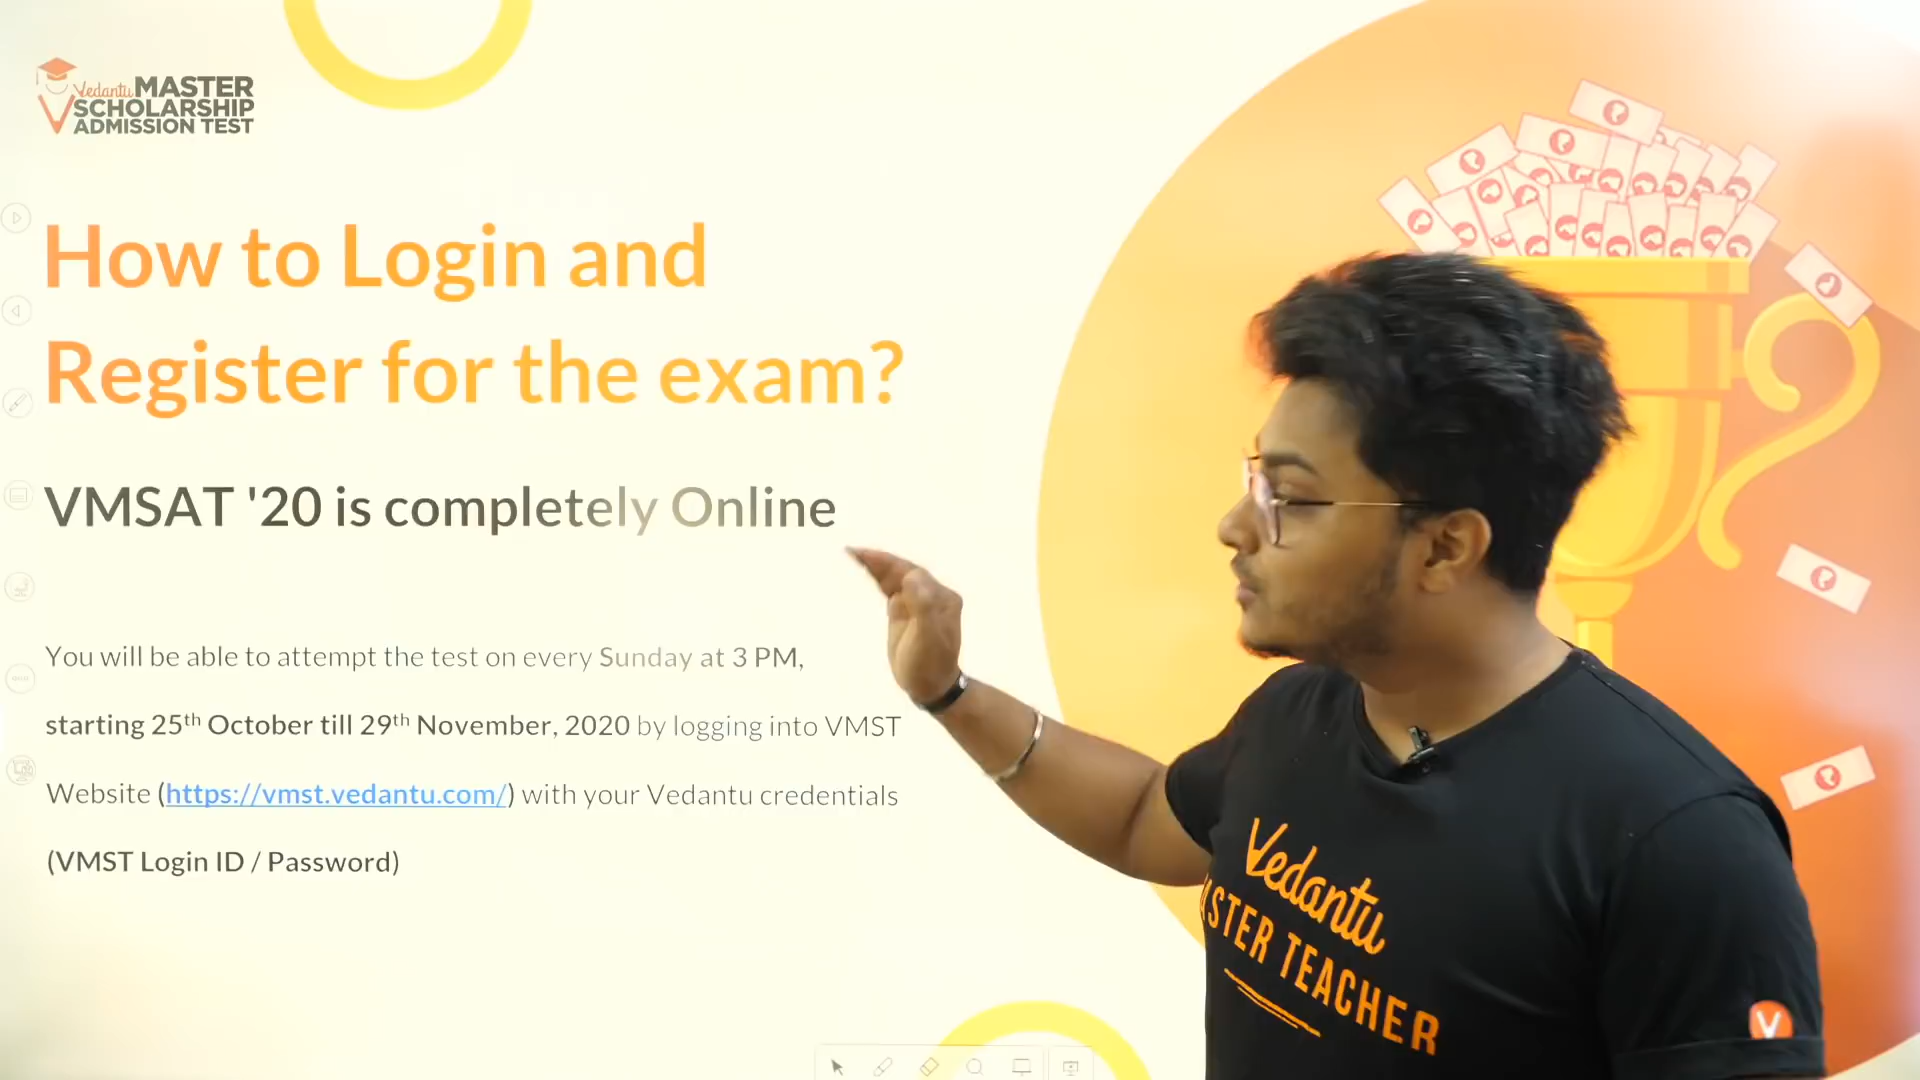 Vedantu MASTER
SCHOLARSHIP
ADMISSION TEST
How to Login and
Register for the exam?
VMSAT '20 is completely Online
You will be able to attempt the test on every Sunday at 3 PM,
starting 25th October till 29th November, 2020 by logging into VMST
Website (https://vmst.vedantu.com/) with your Vedantu credentials
(VMST Login ID / Password)
Vedantu
ASTER TEACHER
V